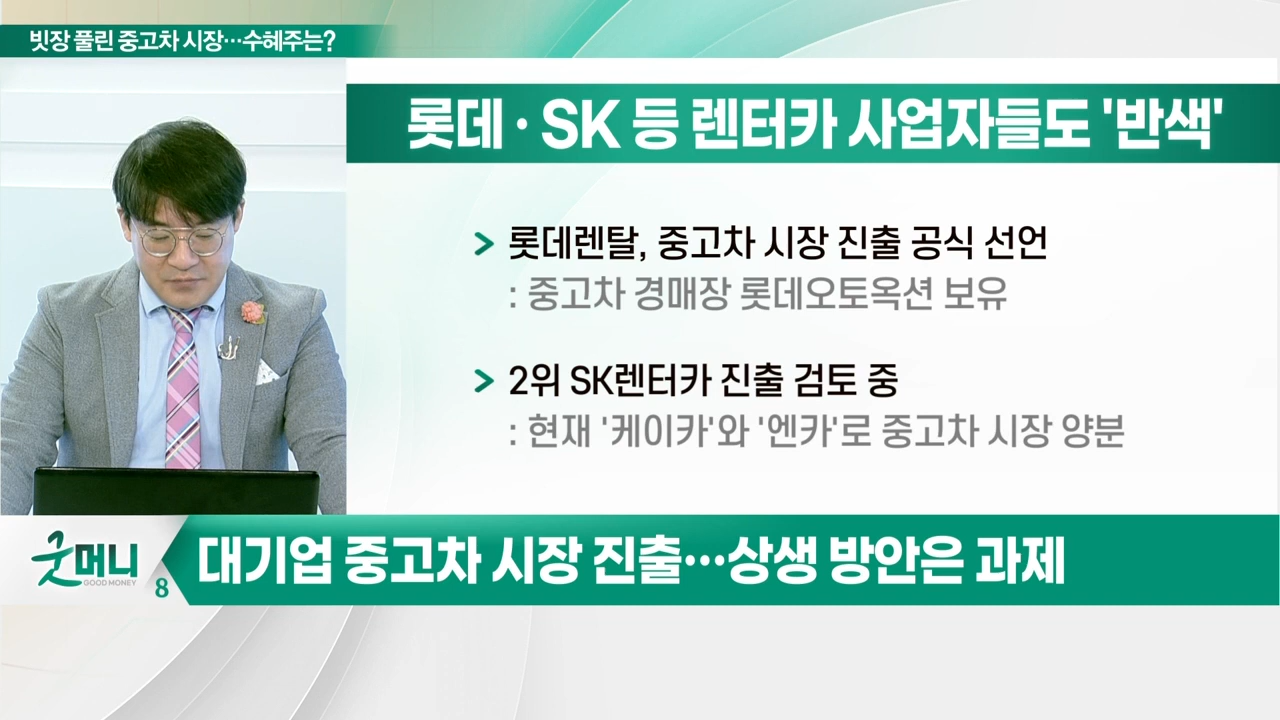 빗장 풀린 중고차 시장…수혜주는?
롯데·SK 등 렌터카 사업자들도 '반색'
롯데렌탈, 중고차 시장 진출 공식 선언
: 중고차 경매장 롯데오토옥션 보유
2위 SK렌터카 진출 검토 중
: 현재 '케이카'와 '엔카'로 중고차 시장 양분
굿머니
GOOD MONEY
8
대기업 중고차 시장 진출…상생 방안은 과제